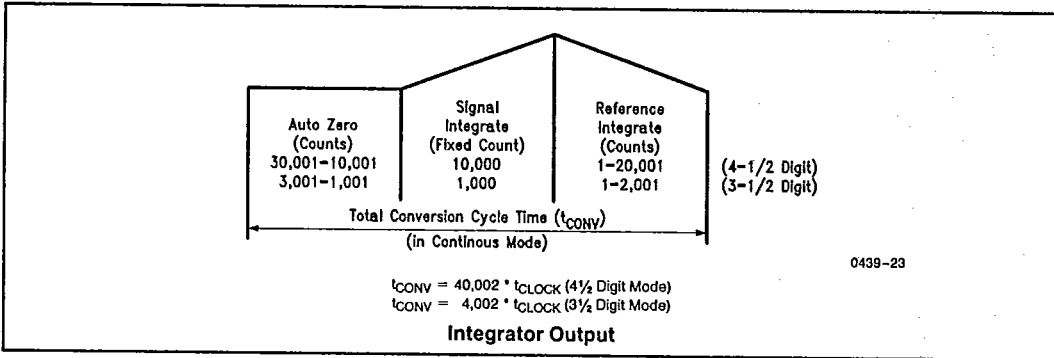 Auto Zero
(Counts)
30,001-10,001
3,001-1,001
Signal
Integrate
(Fixed Count)
10,000
1,000
Reference
Integrate
(Counts)
1-20,001
1-2,001
(4-1/2 Digit)
(3-1/2 Digit)
Total Conversion Cycle Time (tCONV)
(in Continous Mode)
0439-23
tCONV = 40,002 * tCLOCK (4½ Digit Mode)
tCONV = 4,002 * tCLOCK (3½ Digit Mode)
Integrator Output